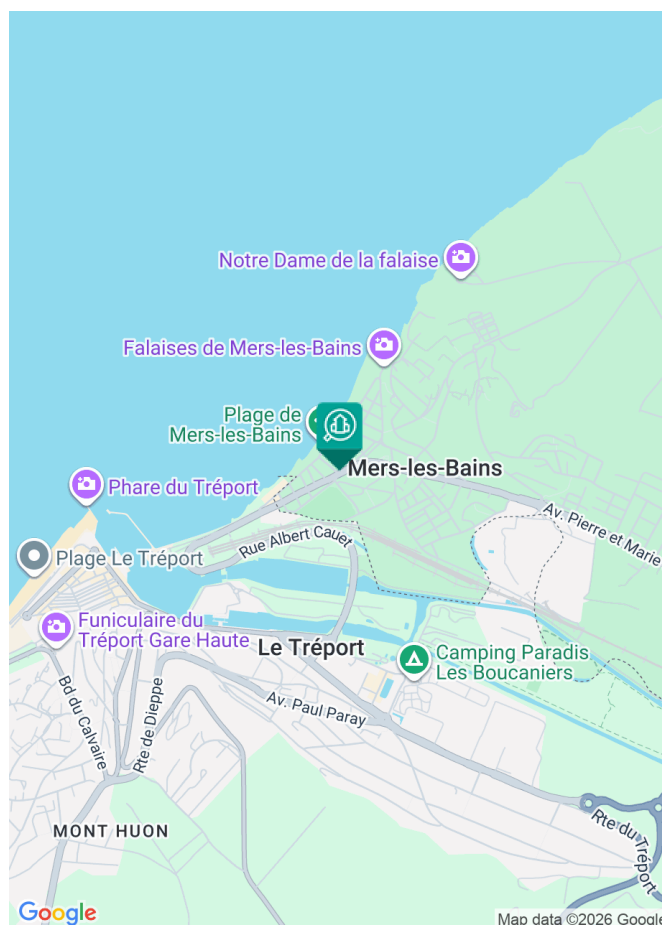 Notre Dame de la falaise
Falaises de Mers-les-Bains
Plage de
Mers-les-Bains
Mers-les-Bains
Phare du Tréport
Av. Pierre et Marie
Rue Albert Cauet
Plage Le Tréport
Funiculaire du
Tréport Gare Haute
Le Tréport
Camping Paradis
Les Boucaniers
Bd du Calvaire
Rte de Dieppe
Av. Paul Paray
Rte du Tréport
MONT HUON
Google
Map data ©2026 Google